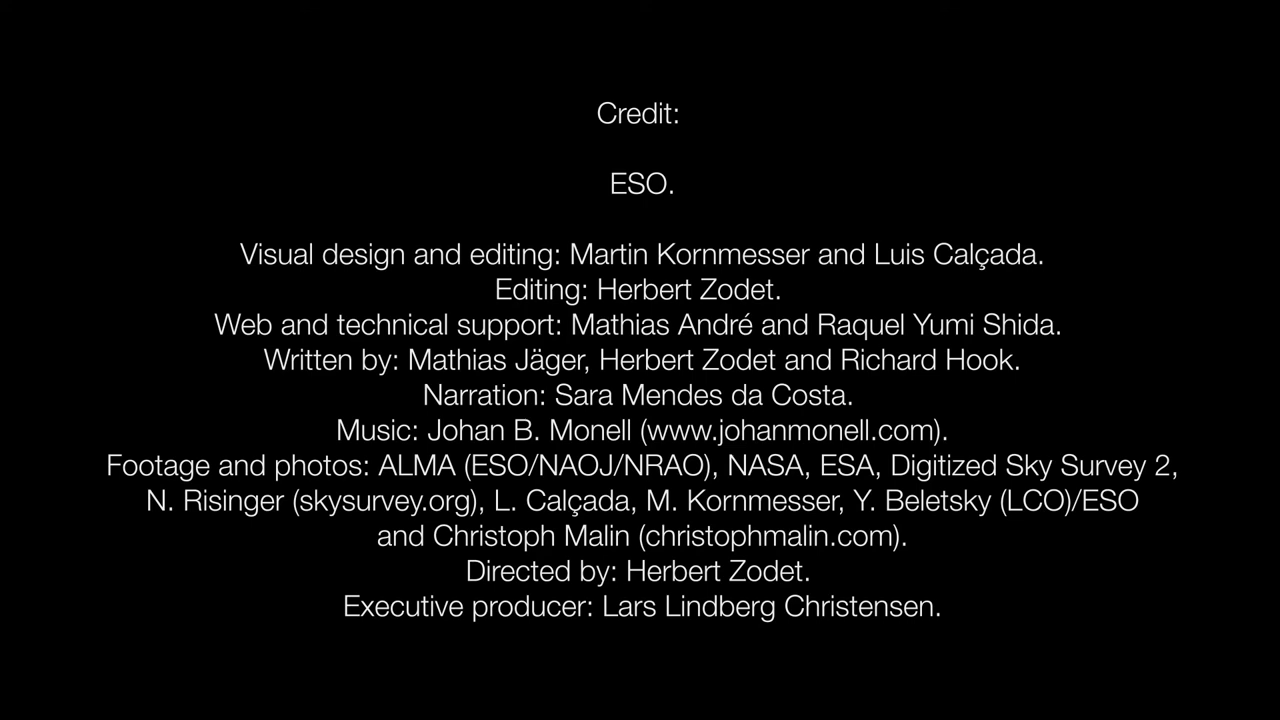 Credit:
ESO.
Visual design and editing: Martin Kornmesser and Luis Calçada.
Editing: Herbert Zodet.
Web and technical support: Mathias André and Raquel Yumi Shida.
Written by: Mathias Jäger, Herbert Zodet and Richard Hook.
Narration: Sara Mendes da Costa.
Music: Johan B. Monell (www.johanmonell.com).
Footage and photos: ALMA (ESO/NAOJ/NRAO), NASA, ESA, Digitized Sky Survey 2,
N. Risinger (skysurvey.org), L. Calçada, M. Kornmesser, Y. Beletsky (LCO)/ESO
and Christoph Malin (christophmalin.com).
Directed by: Herbert Zodet.
Executive producer: Lars Lindberg Christensen.